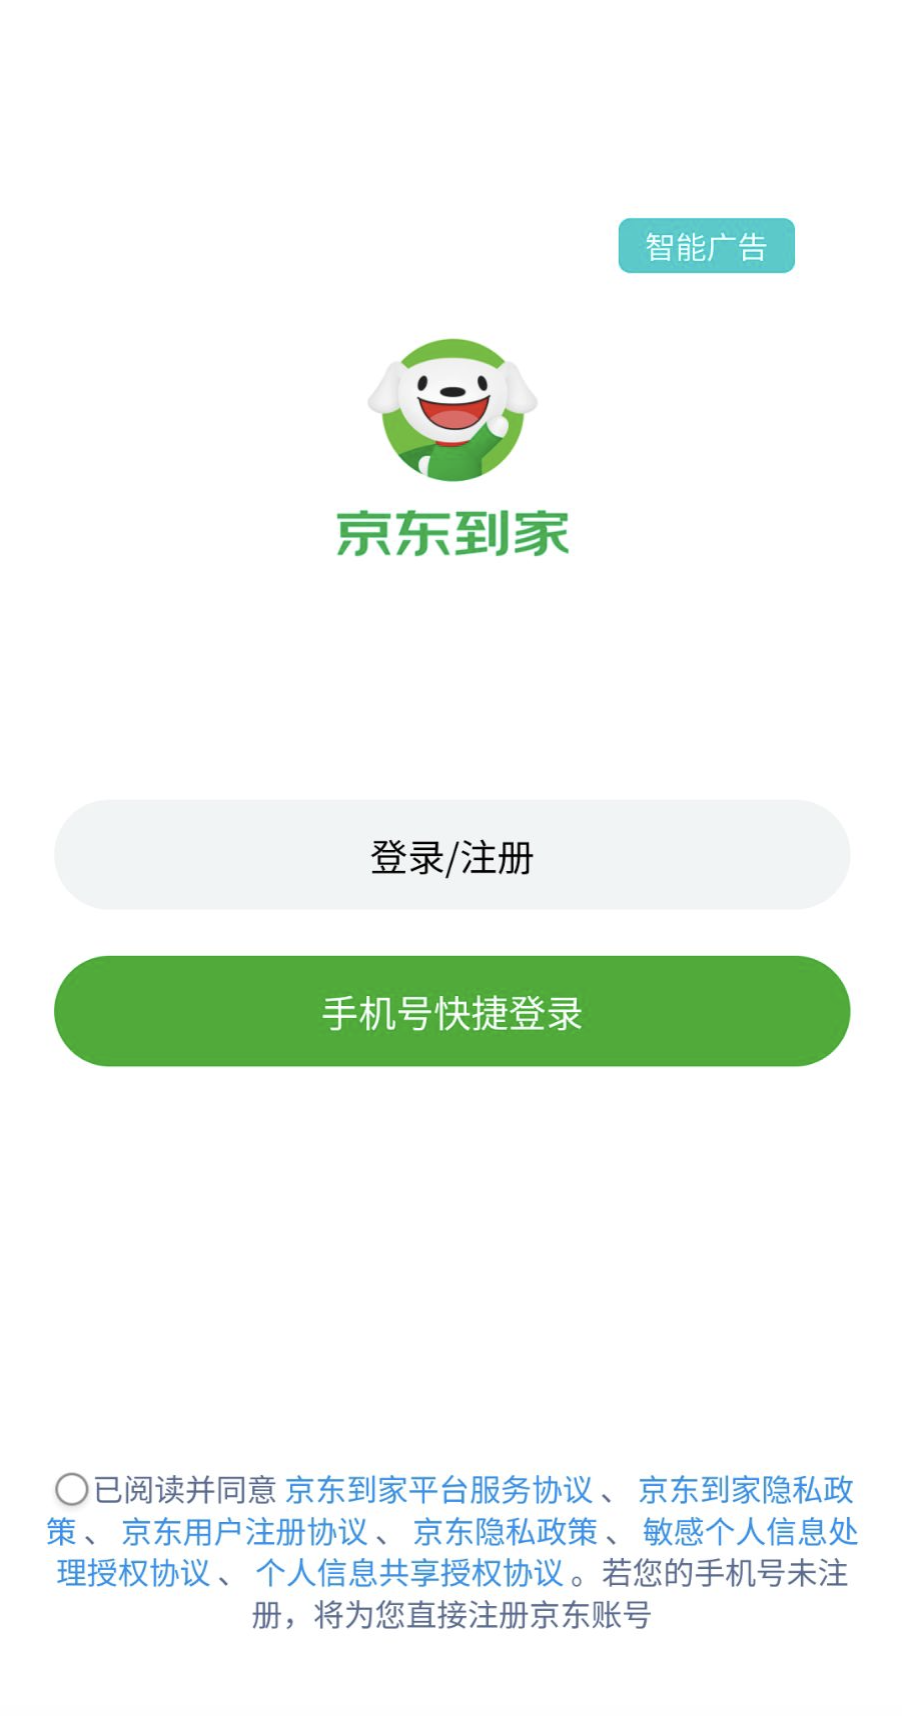 智能广告
京东到家
登录/注册
手机号快捷登录
已阅读并同意 京东到家平台服务协议 、 京东到家隐私政
策 、 京东用户注册协议 、 京东隐私政策 、 敏感个人信息处
理授权协议 、 个人信息共享授权协议 。若您的手机号未注
册，将为您直接注册京东账号